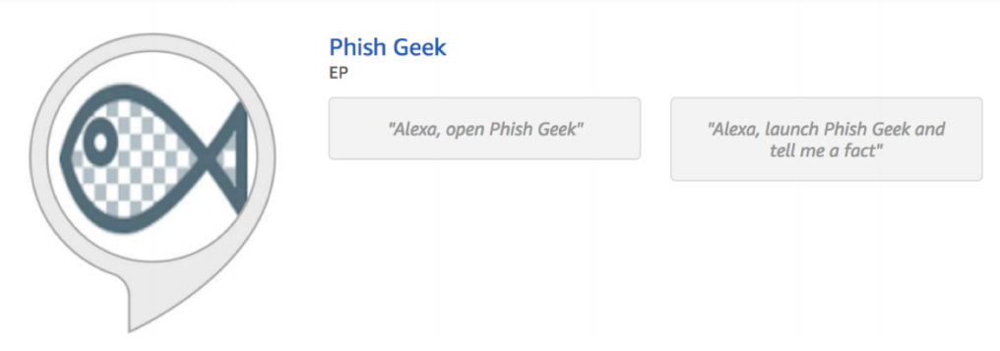 Phish Geek
EP
"Alexa, open Phish Geek"
"Alexa, launch Phish Geek and
tell me a fact"